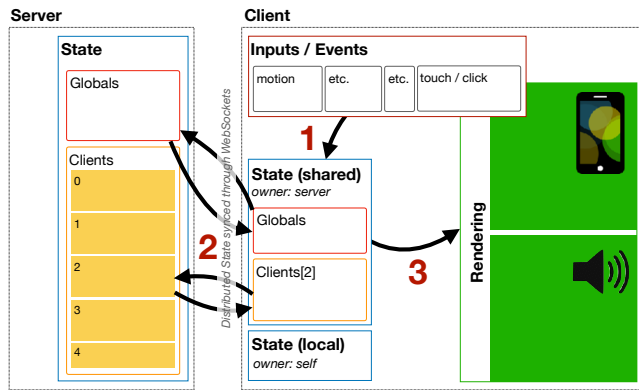 Server
Client
State
Globals
Clients
0
1
2
3
4
Distributed State synced through WebSockets
2
Inputs / Events
motion
etc.
etc.
touch / click
1
State (shared)
owner: server
Globals
Clients[2]
State (local)
owner: self
3
Rendering